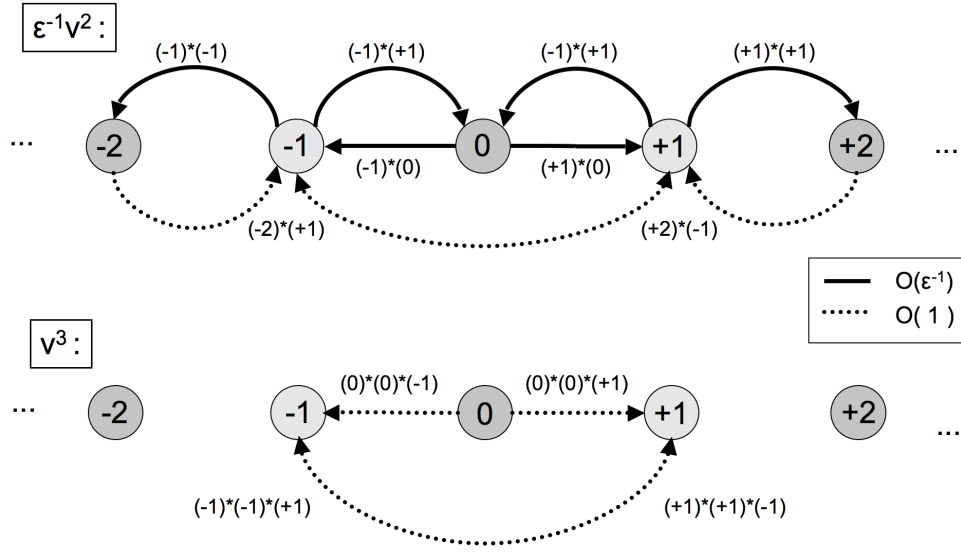 ε⁻¹v² :
(-1)*(-1) (-1)*(+1) (-1)*(+1) (+1)*(+1)
... -2 -1 0 +1 +2 ...
(-1)*(0) (+1)*(0)
(-2)*(+1) (+2)*(-1)
O(ε⁻¹)
O( 1 )
v³ :
(0)*(0)*(-1) (0)*(0)*(+1)
... -2 -1 0 +1 +2 ...
(-1)*(-1)*(+1) (+1)*(+1)*(-1)